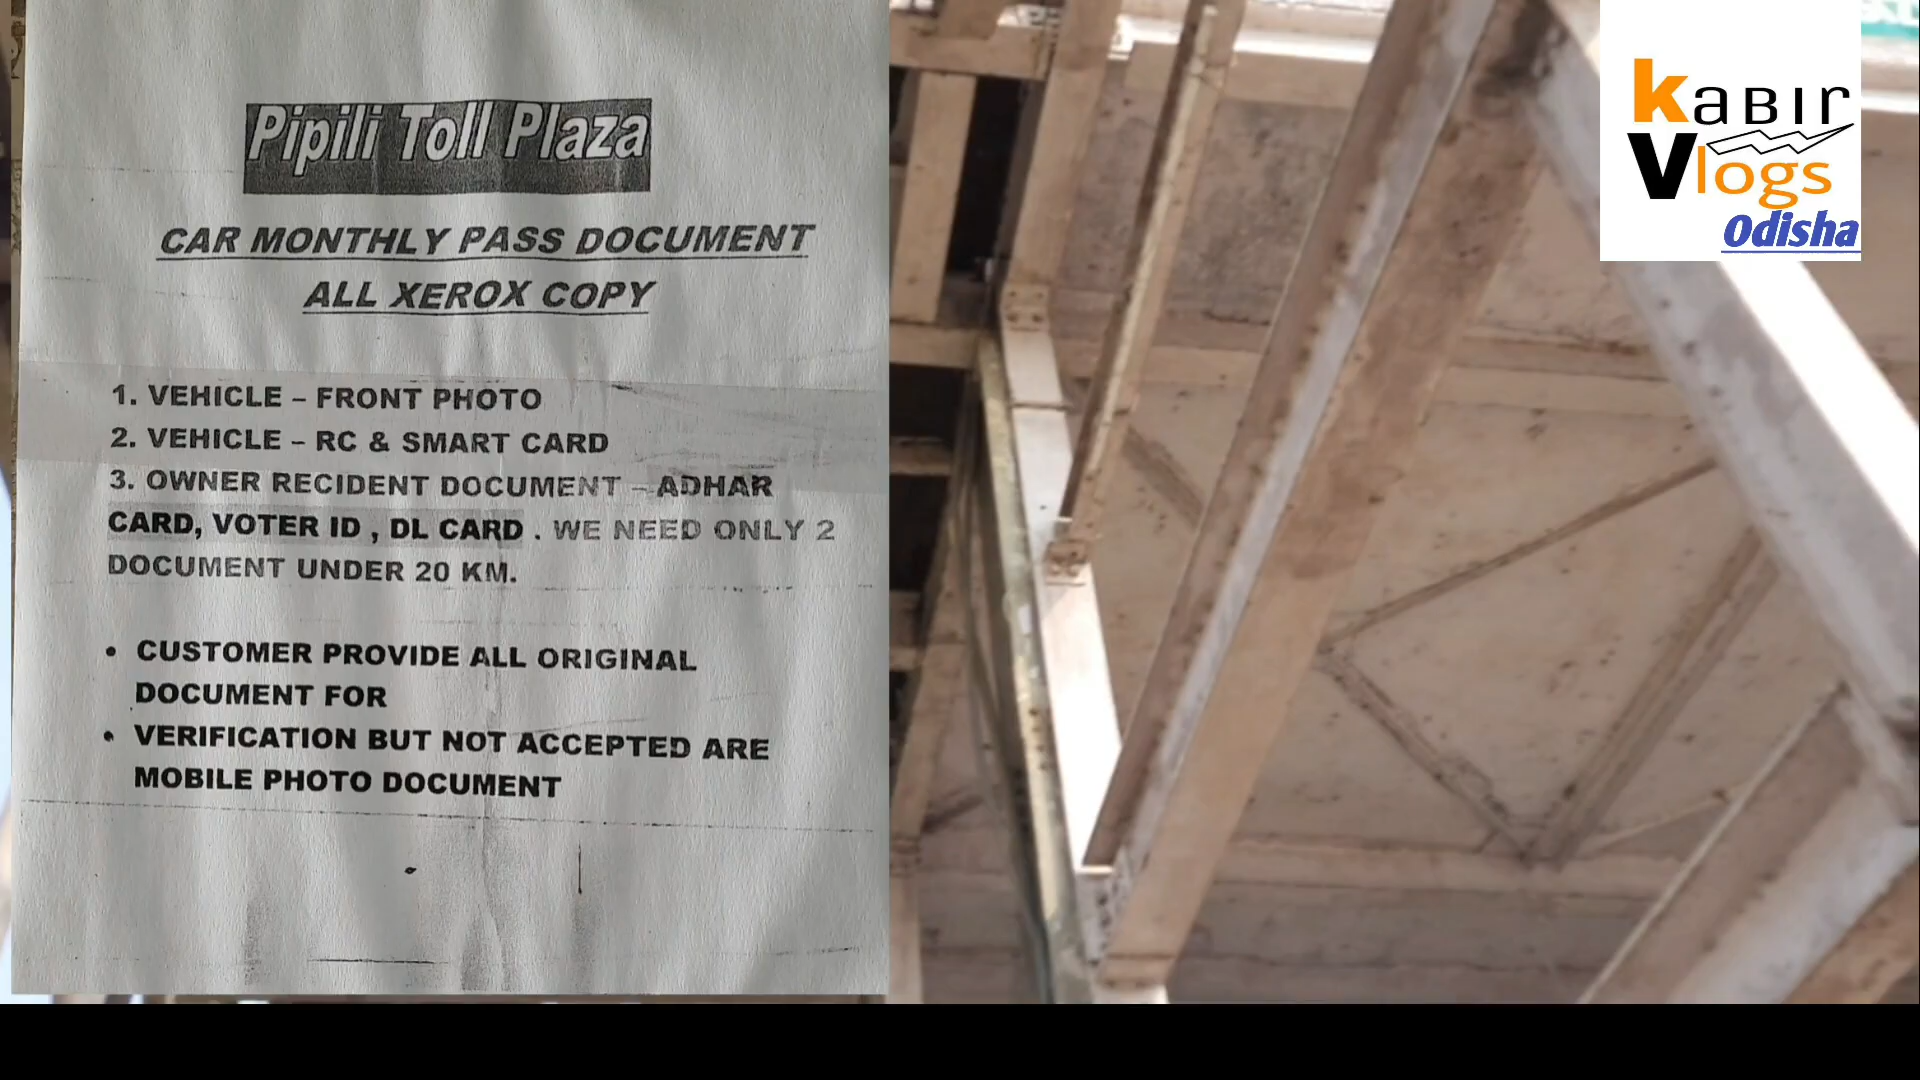 Pipili Toll Plaza
CAR MONTHLY PASS DOCUMENT
ALL XEROX COPY
1. VEHICLE – FRONT PHOTO
2. VEHICLE – RC & SMART CARD
3. OWNER RECIDENT DOCUMENT – ADHAR
CARD, VOTER ID , DL CARD . WE NEED ONLY 2
DOCUMENT UNDER 20 KM.
• CUSTOMER PROVIDE ALL ORIGINAL
DOCUMENT FOR
• VERIFICATION BUT NOT ACCEPTED ARE
MOBILE PHOTO DOCUMENT
kaBIr
Vlogs
Odisha